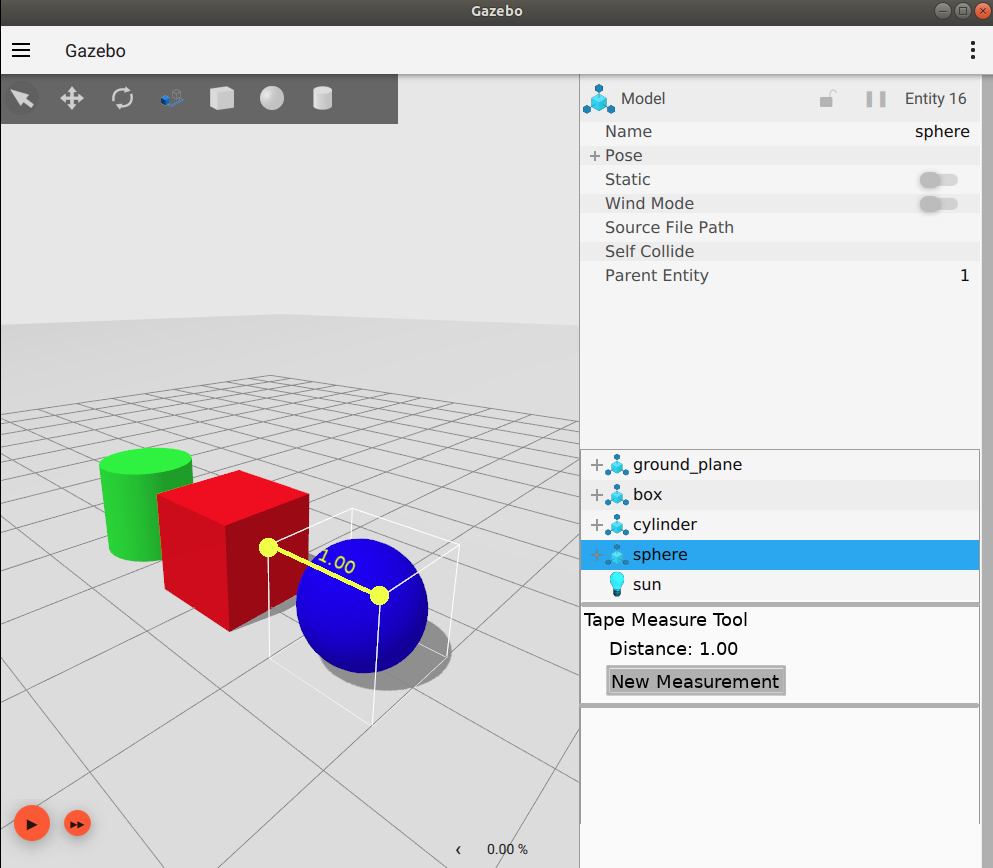 Gazebo
Gazebo
Model
Entity 16
Name
sphere
Pose
Static
Wind Mode
Source File Path
Self Collide
Parent Entity
1
1.00
ground_plane
box
cylinder
sphere
sun
Tape Measure Tool
Distance: 1.00
New Measurement
0.00 %